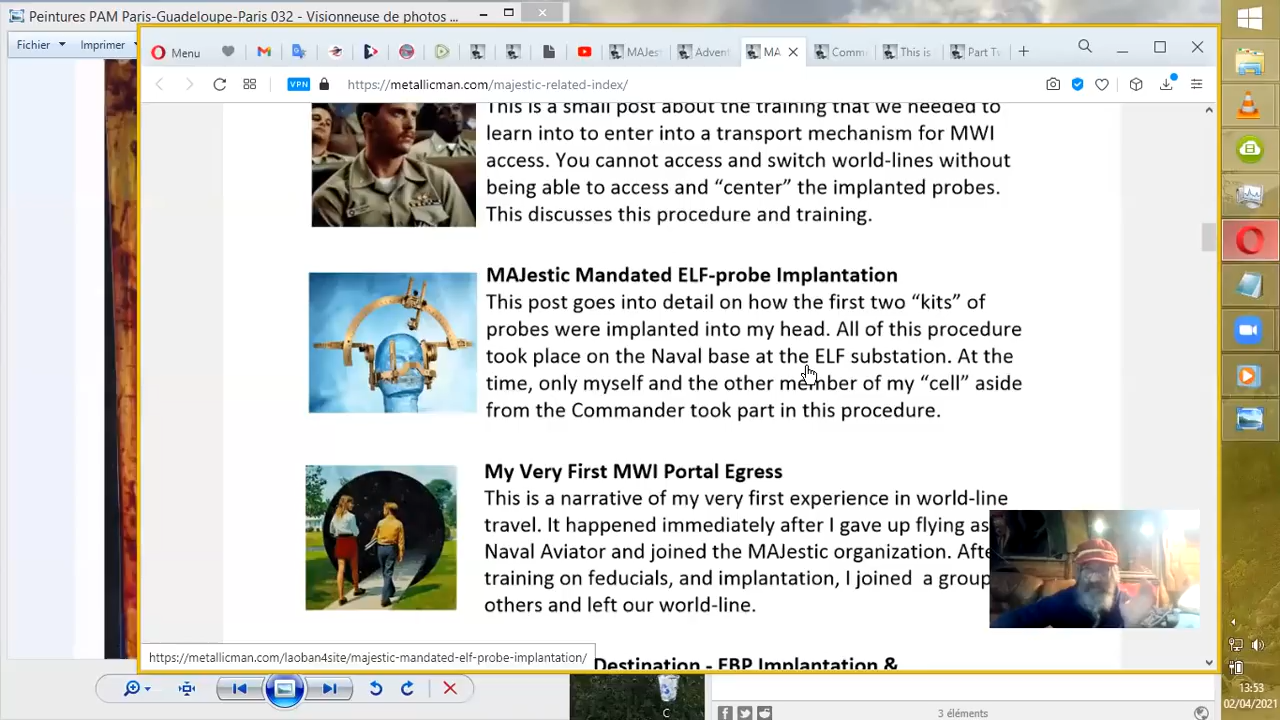 Peintures PAM Paris-Guadeloupe-Paris 032 - Visionneuse de photos ...
Fichier
Imprimer
Menu
MAJest
Advent
MA
Comm
This is
Part Tw
VPN
https://metallicman.com/majestic-related-index/
This is a small post about the training that we needed to
learn into to enter into a transport mechanism for MWI
access. You cannot access and switch world-lines without
being able to access and “center” the implanted probes.
This discusses this procedure and training.
MAJestic Mandated ELF-probe Implantation
This post goes into detail on how the first two “kits” of
probes were implanted into my head. All of this procedure
took place on the Naval base at the ELF substation. At the
time, only myself and the other member of my “cell” aside
from the Commander took part in this procedure.
My Very First MWI Portal Egress
This is a narrative of my very first experience in world-line
travel. It happened immediately after I gave up flying as
Naval Aviator and joined the MAJestic organization. Afte
training on feducials, and implantation, I joined a group
others and left our world-line.
https://metallicman.com/laoban4site/majestic-mandated-elf-probe-implantation/
Destination - EBP Implantation &
C
3 éléments
13:53
02/04/2021